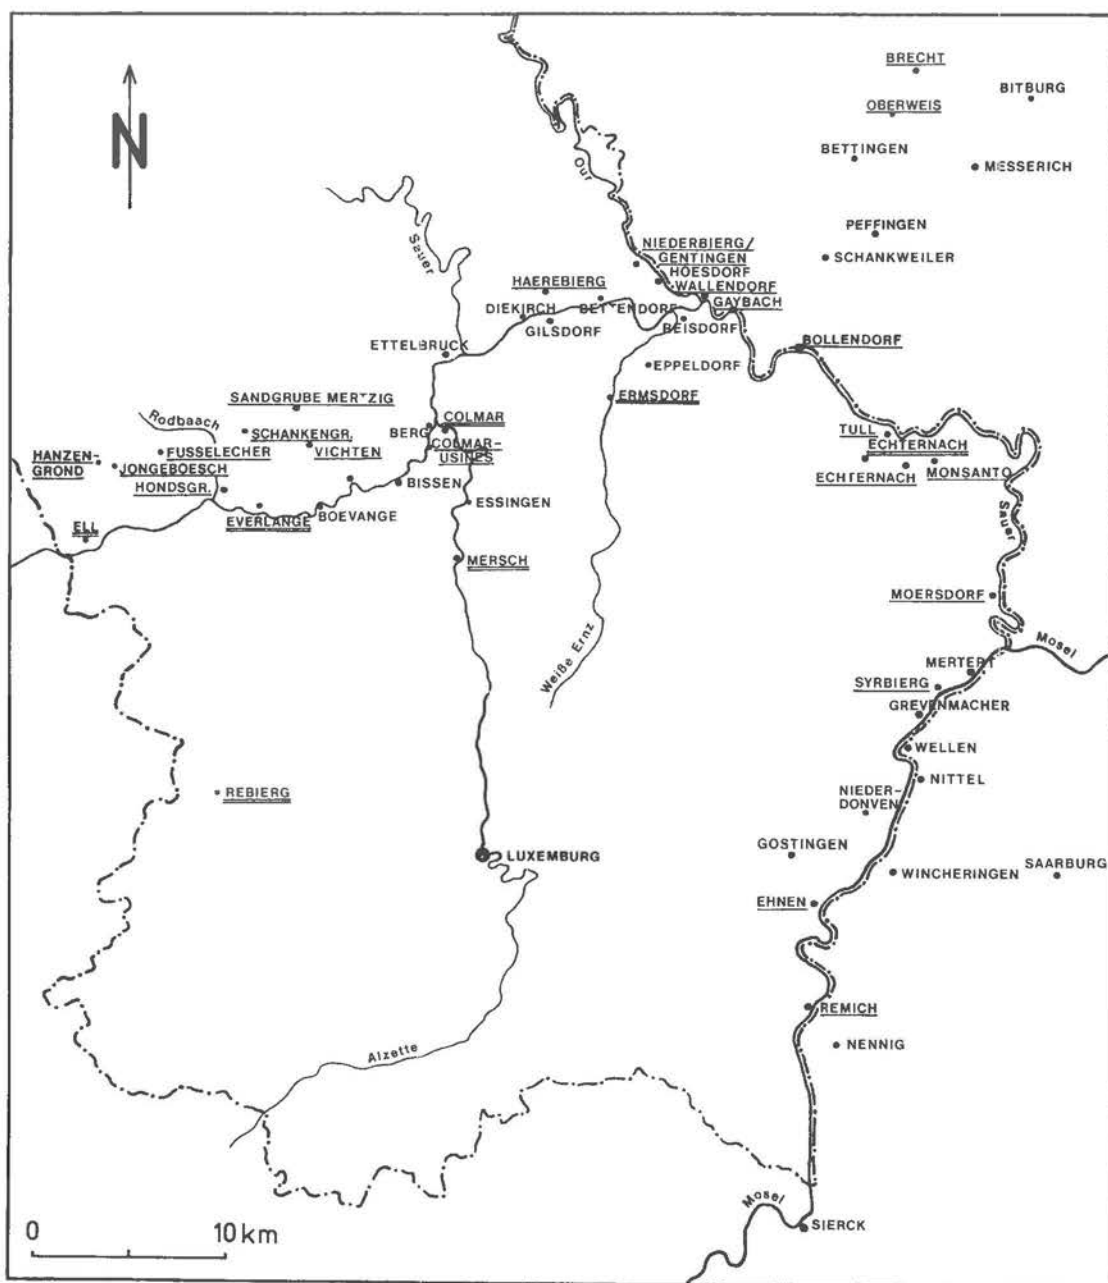 BRECHT
BITBURG
OBERWEIS
N
BETTINGEN
MESSERICH
Our
PEFFINGEN
SCHANKWEILER
Sauer
NIEDERBIERG/
GENTINGEN
HOESDORF
WALLENDORF
GAYBACH
HAEREBIERG
BETTENDORF
DIEKIRCH
GILSDORF
BEISDORF
ETTELBRUCK
BOLLENDORF
EPPELDORF
ERMSDORF
SANDGRUBE MERTZIG
Rodbaach
COLMAR
BERG
COLMAR-
USINES
SCHANKENGR.
VICHTEN
FUSSELECHER
HANZEN-
GROND
JONGEBOESCH
HONDSGR.
TULL
ECHTERNACH
ECHTERNACH
MONSANTO
BISSEN
ESSINGEN
EVERLANGE
BOEVANGE
ELL
Sauer
MERSCH
MOERSDORF
Weiße Ernz
Mosel
MERTERT
SYRBIERG
GREVENMACHER
WELLEN
NITTEL
REBIERG
NIEDER-
DONVEN
LUXEMBURG
GOSTINGEN
WINCHERINGEN
SAARBURG
EHNEN
REMICH
NENNIG
Alzette
Mosel
SIERCK
0 10 km